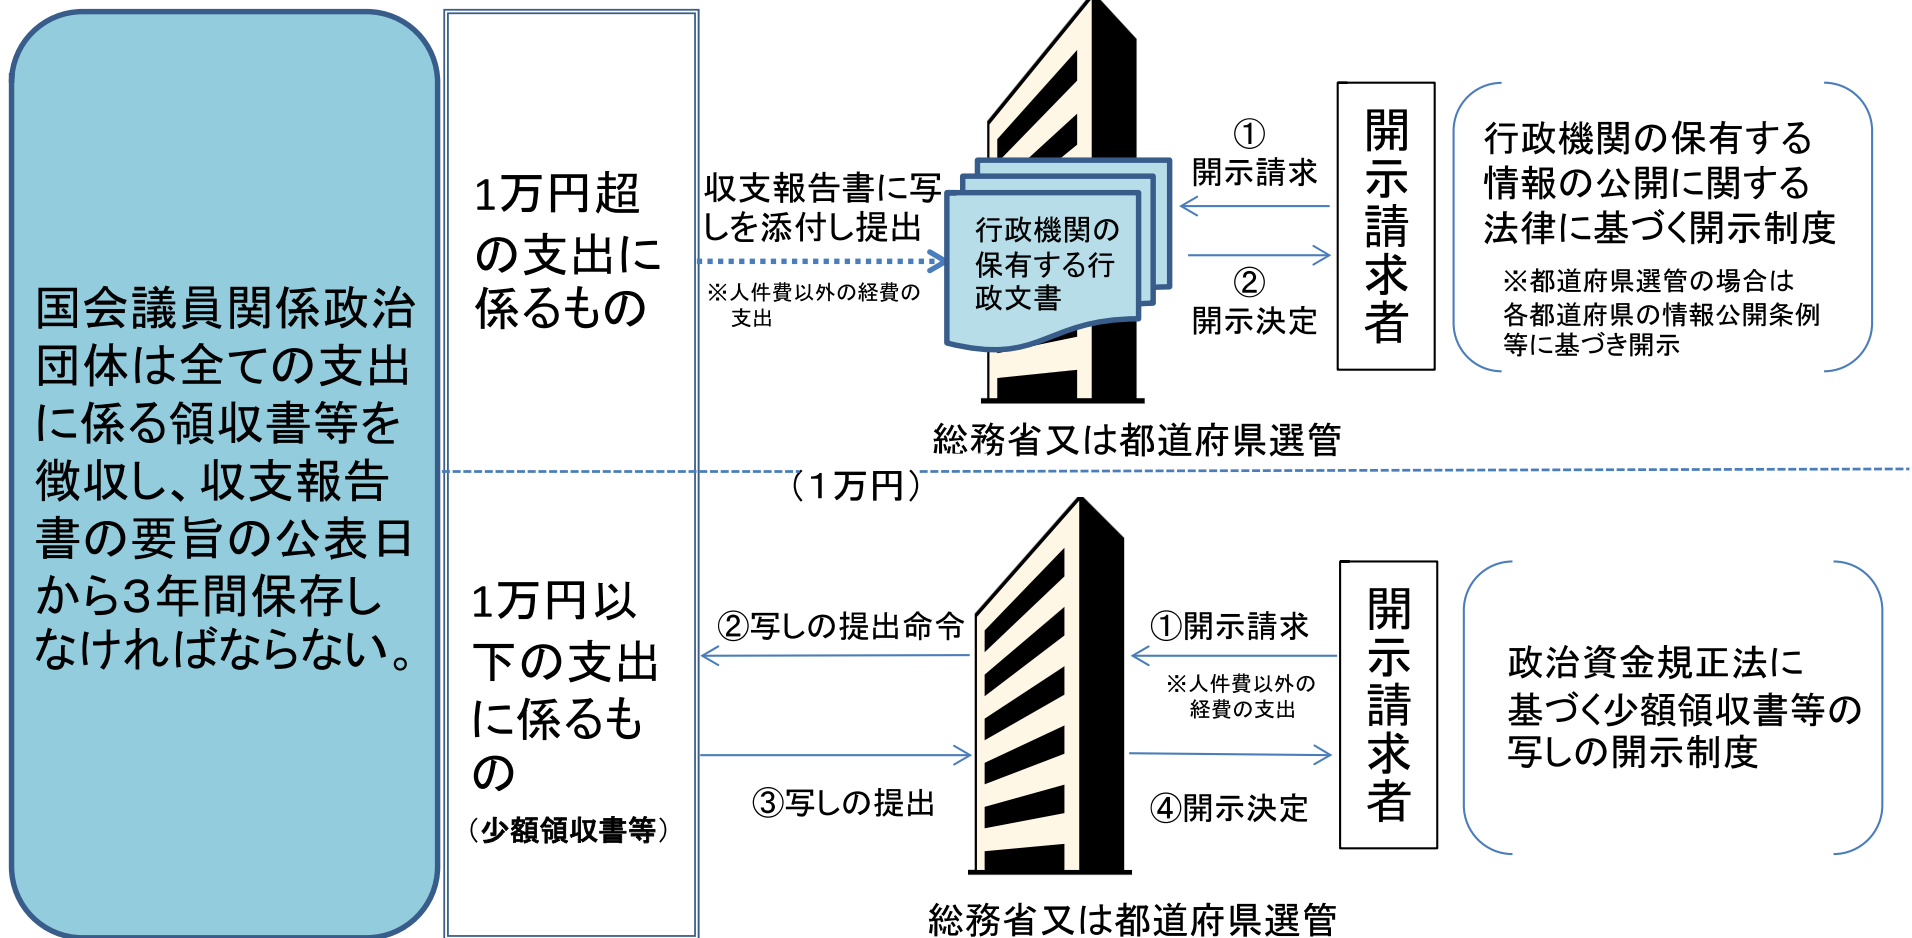 国会議員関係政治
団体は全ての支出
に係る領収書等を
徴収し、収支報告
書の要旨の公表日
から３年間保存し
なければならない。
1万円超
の支出に
係るもの
収支報告書に写
しを添付し提出
※人件費以外の経費の
支出
行政機関の
保有する行
政文書
①
開示請求
②
開示決定
開示請求者
行政機関の保有する
情報の公開に関する
法律に基づく開示制度
※都道府県選管の場合は
各都道府県の情報公開条例
等に基づき開示
総務省又は都道府県選管
（１万円）
1万円以
下の支出
に係るも
の
（少額領収書等）
②写しの提出命令
③写しの提出
①開示請求
※人件費以外の
経費の支出
④開示決定
開示請求者
政治資金規正法に
基づく少額領収書等の
写しの開示制度
総務省又は都道府県選管